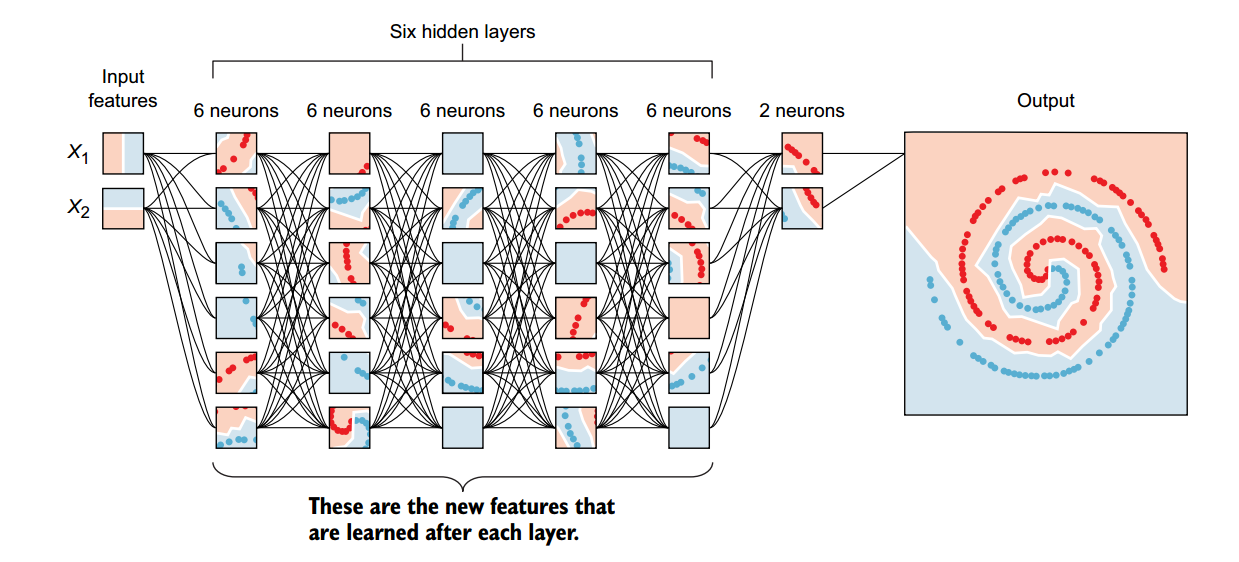 Six hidden layers
Input
features
6 neurons 6 neurons 6 neurons 6 neurons 6 neurons 2 neurons
Output
X1
X2
These are the new features that
are learned after each layer.